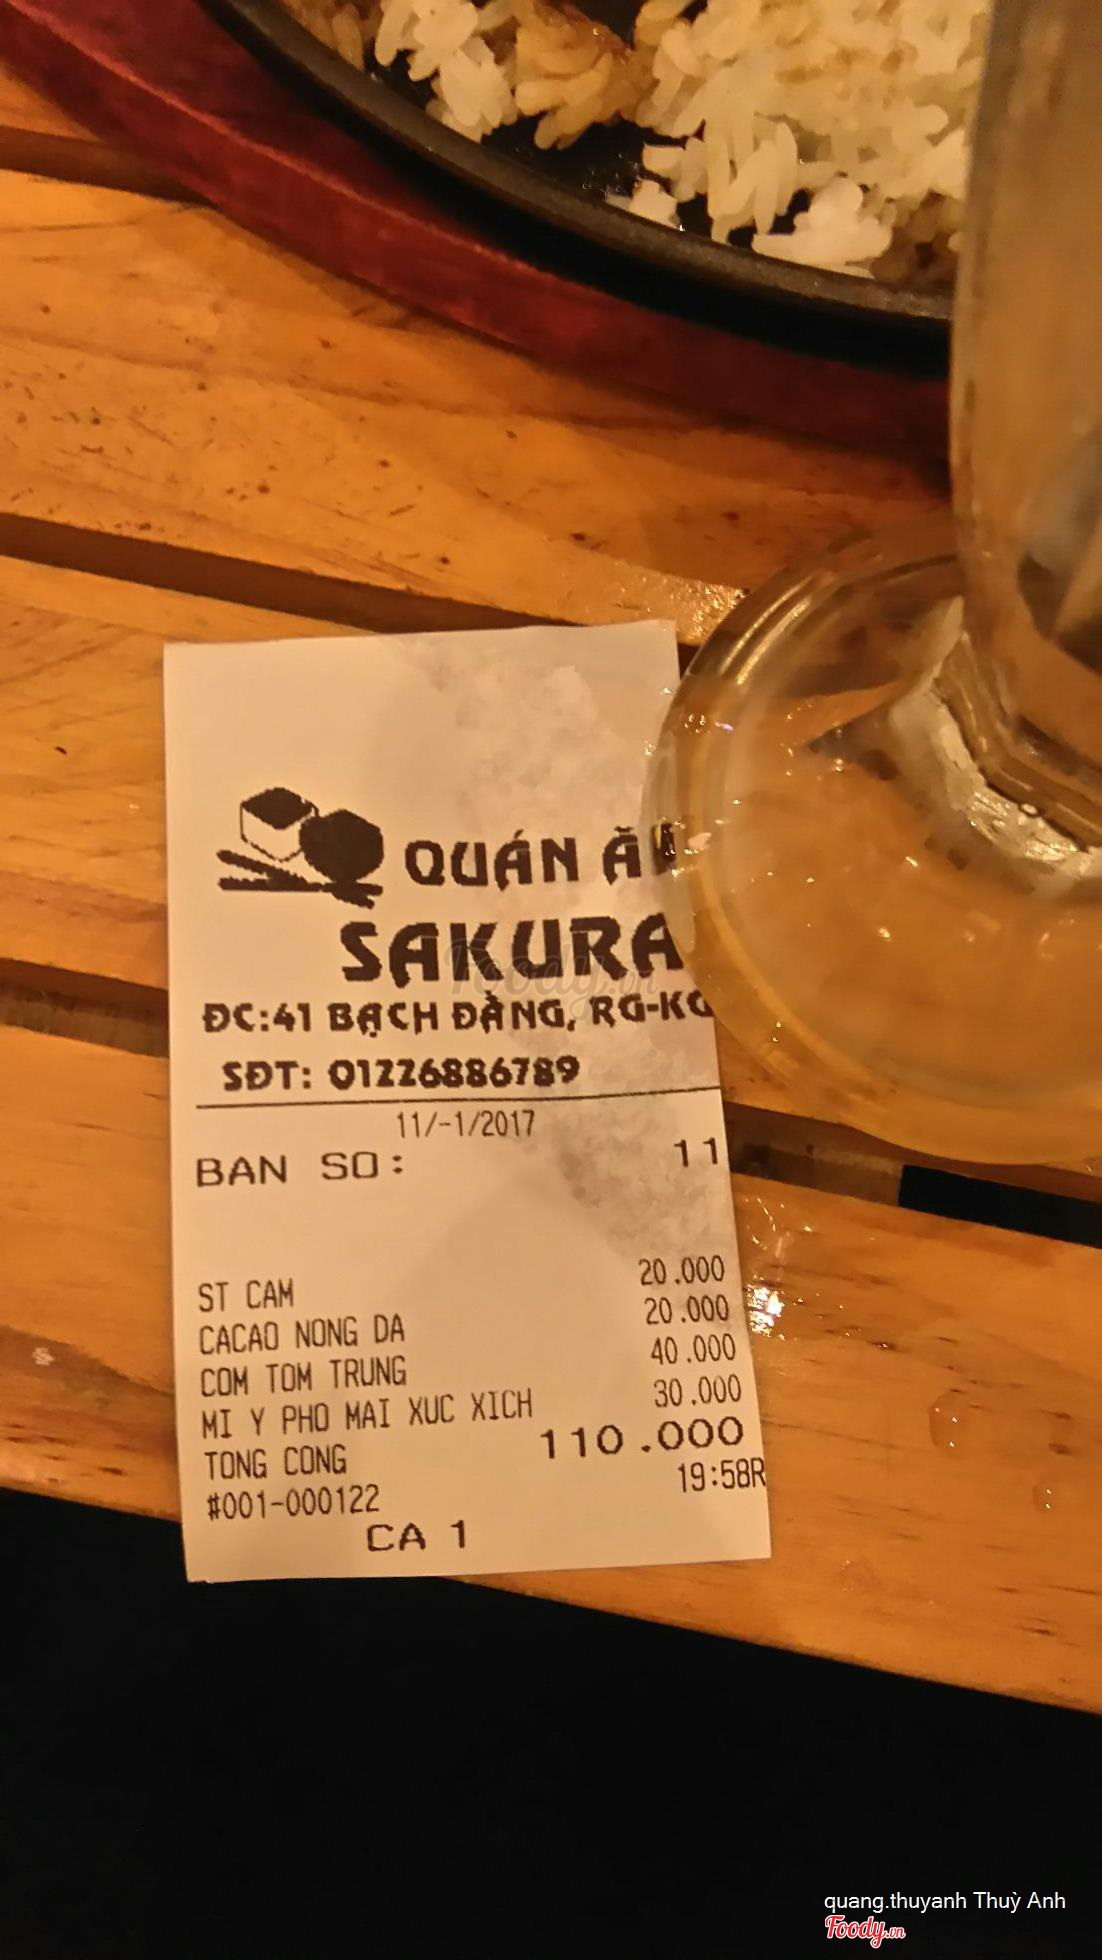 QUÁN ĂN
SAKURA
ĐC:41 BẠCH ĐẰNG, RG-KG
SĐT: 01226886789
11/-1/2017
BAN SO: 11
ST CAM 20.000
CACAO NONG DA 20.000
COM TOM TRUNG 40.000
MI Y PHO MAI XUC XICH 30.000
TONG CONG 110.000
#001-000122 19:58R
CA 1
Foody.vn
quang.thuyanh Thuỳ Anh
Foody.vn